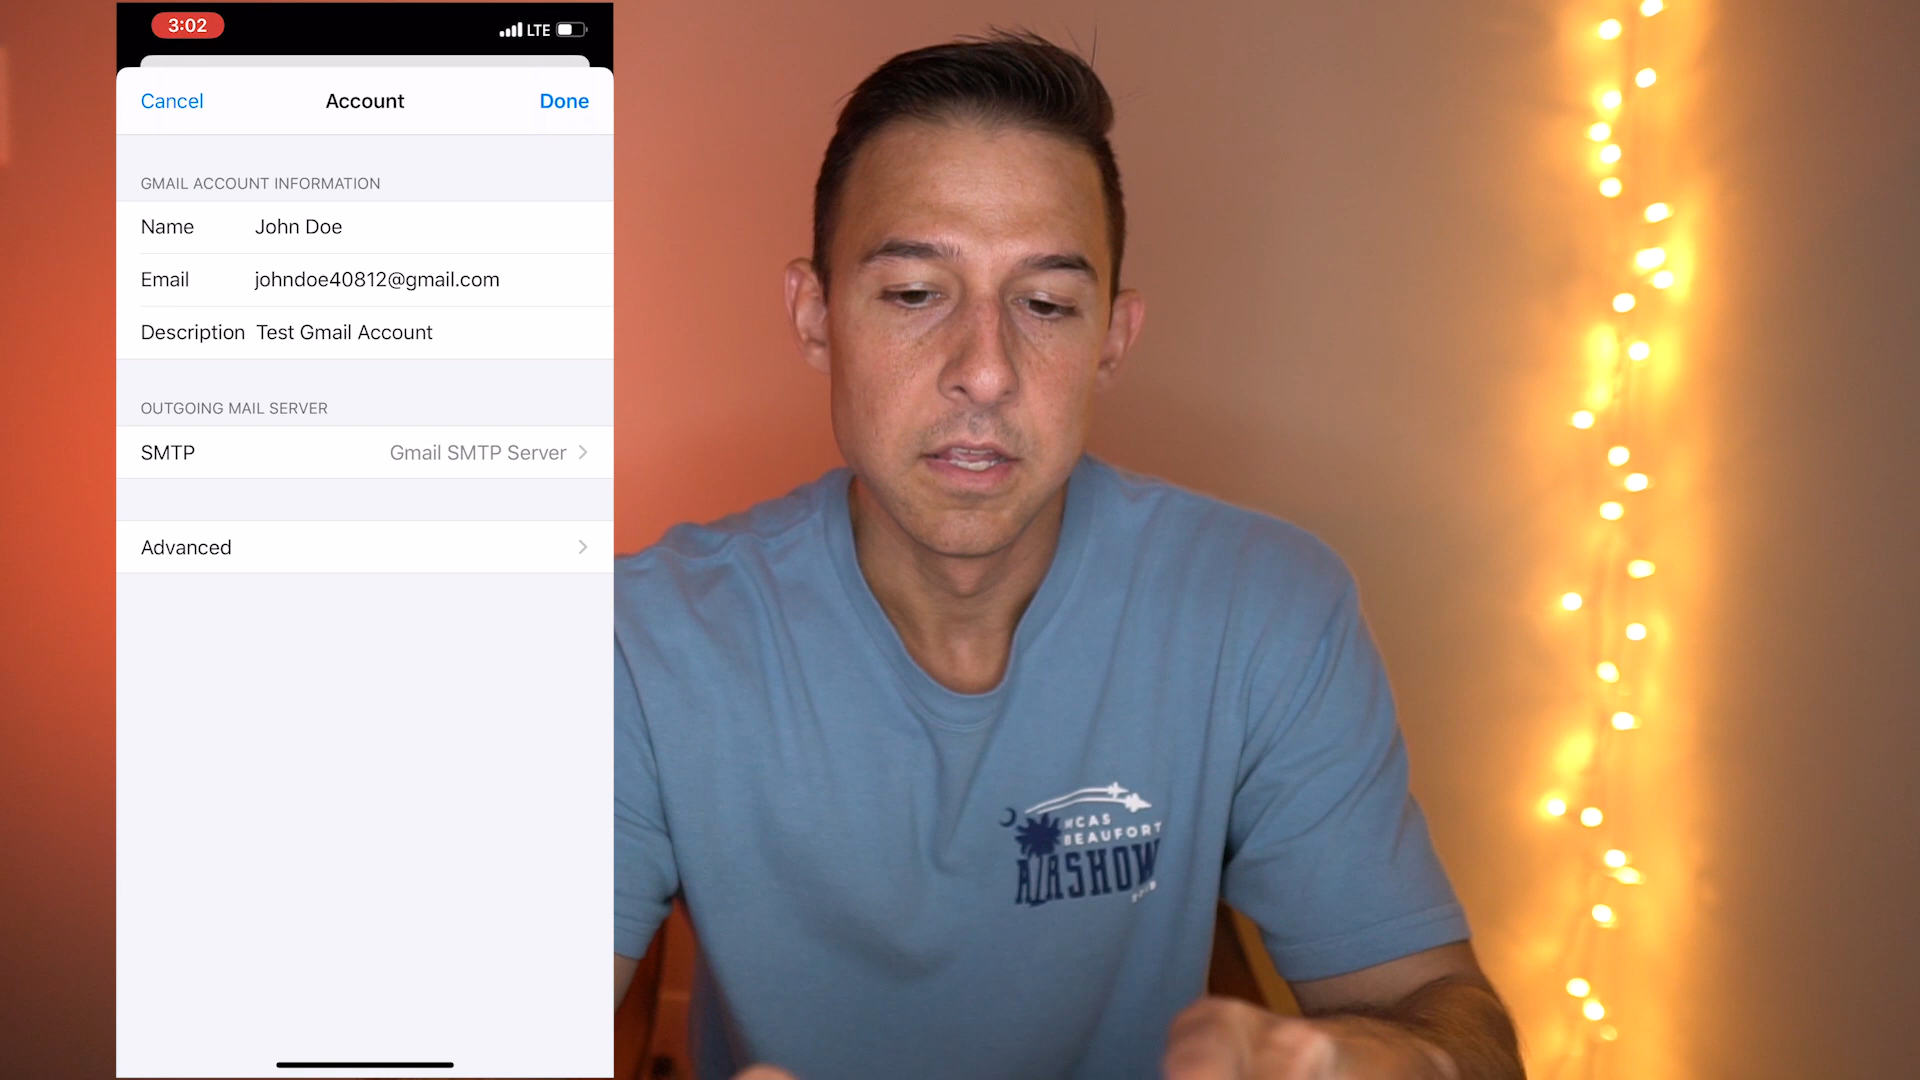 3:02
LTE
Cancel
Account
Done
GMAIL ACCOUNT INFORMATION
Name John Doe
Email johndoe40812@gmail.com
Description Test Gmail Account
OUTGOING MAIL SERVER
SMTP Gmail SMTP Server
Advanced
MCAS
BEAUFORT
AIRSHOW